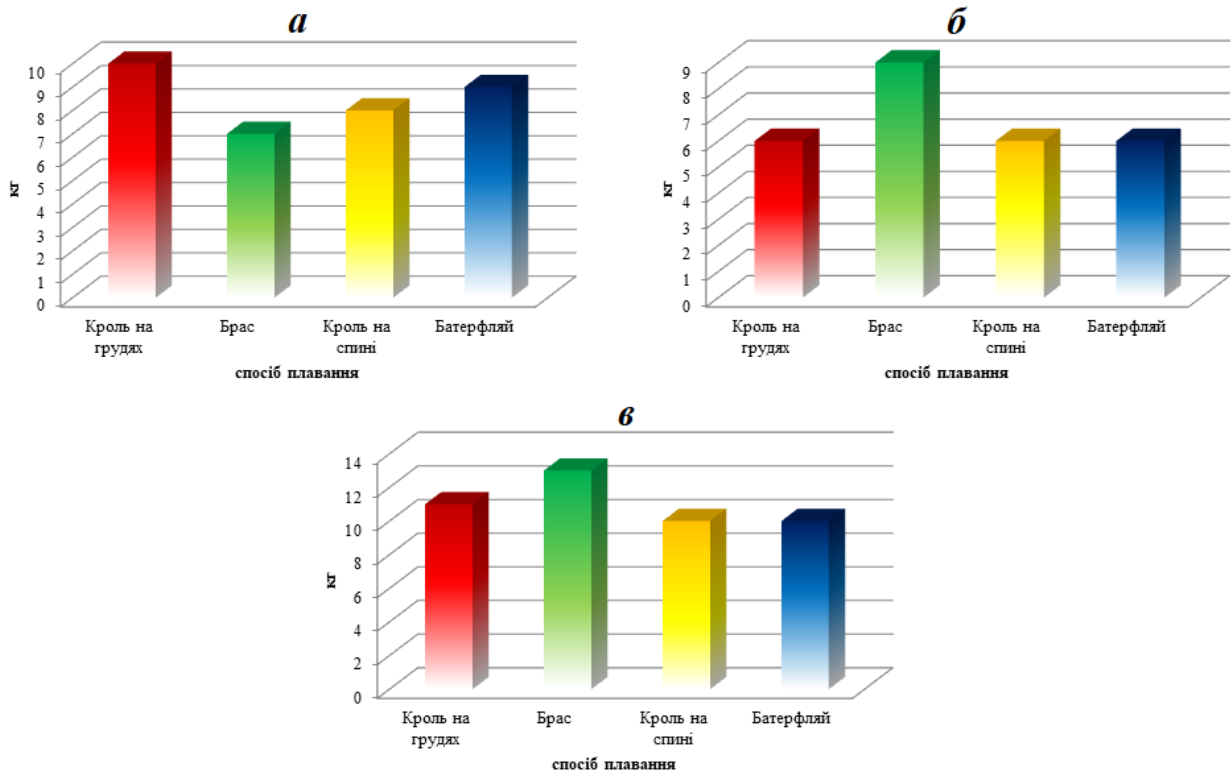 а
кг
10
9
8
7
6
5
4
3
2
1
0
Кроль на
грудях
Брас
Кроль на
спині
Батерфляй
спосіб плавання
б
кг
9
8
7
6
5
4
3
2
1
0
Кроль на
грудях
Брас
Кроль на
спині
Батерфляй
спосіб плавання
в
кг
14
12
10
8
6
4
2
0
Кроль на
грудях
Брас
Кроль на
спині
Батерфляй
спосіб плавання